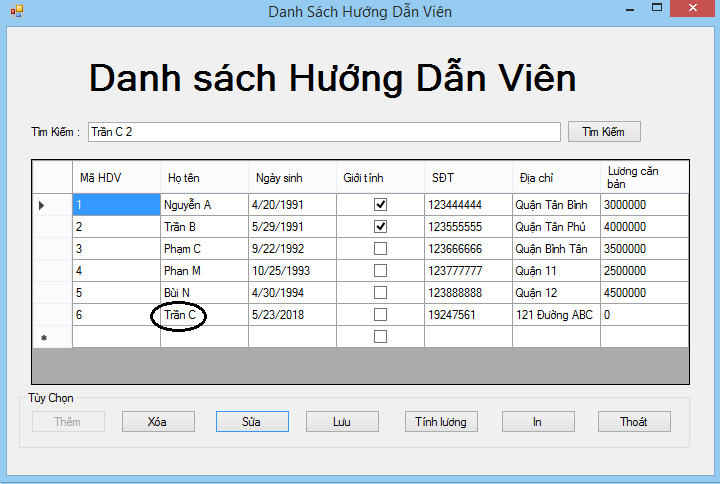 Danh Sách Hướng Dẫn Viên
Danh sách Hướng Dẫn Viên
Tìm Kiếm : Trần C 2 Tìm Kiếm
Mã HDV Họ tên Ngày sinh Giới tính SĐT Địa chỉ Lương căn bản
1 Nguyễn A 4/20/1991 123444444 Quận Tân Bình 3000000
2 Trần B 5/29/1991 123555555 Quận Tân Phú 4000000
3 Phạm C 9/22/1992 123666666 Quận Bình Tân 3500000
4 Phan M 10/25/1993 123777777 Quận 11 2500000
5 Bùi N 4/30/1994 123888888 Quận 12 4500000
6 Trần C 5/23/2018 19247561 121 Đường ABC 0
Tùy Chọn
Thêm Xóa Sửa Lưu Tính lương In Thoát